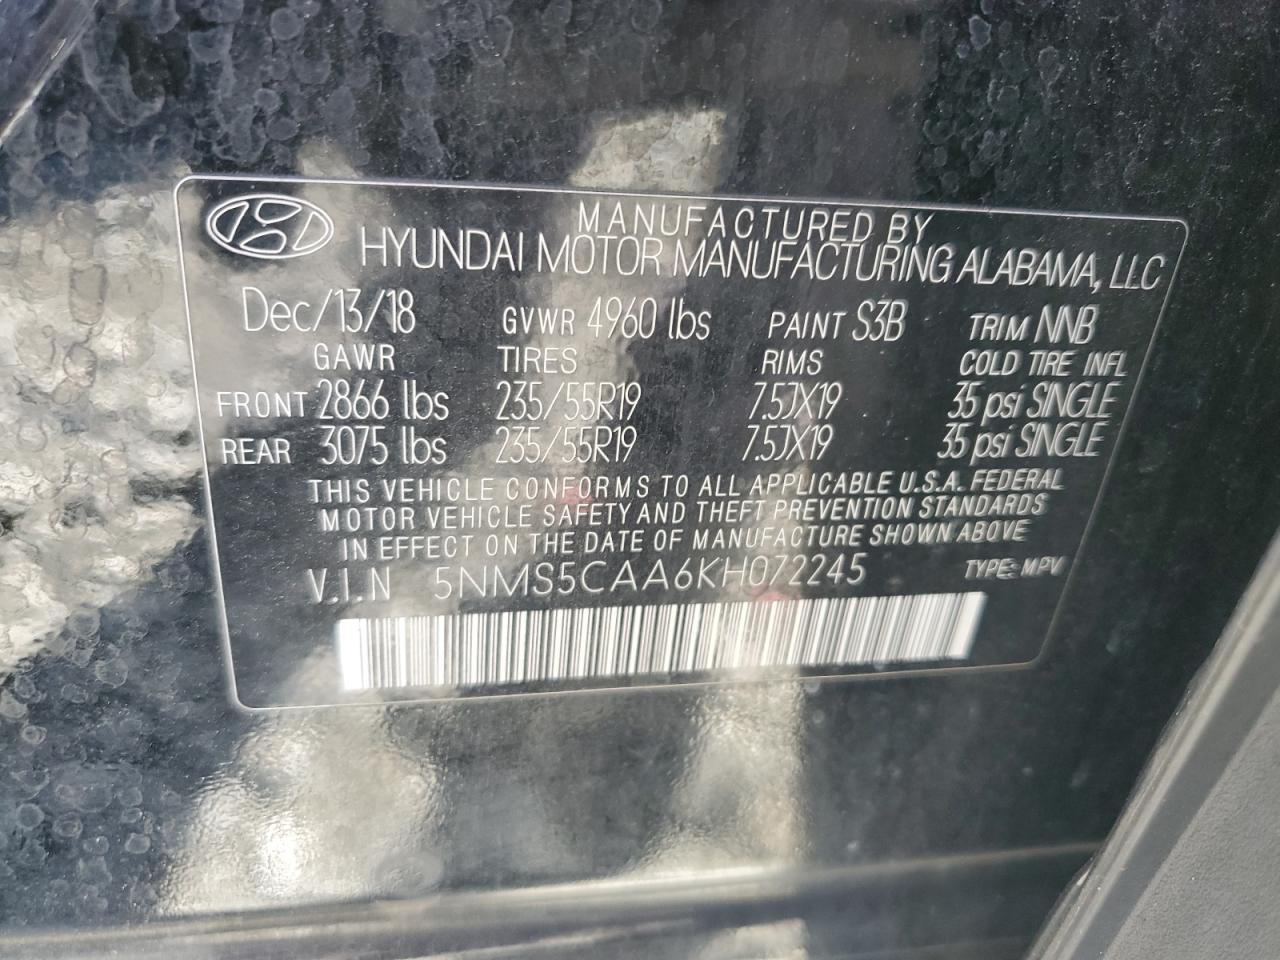 MANUFACTURED BY
HYUNDAI MOTOR MANUFACTURING ALABAMA, LLC
Dec/13/18 GVWR 4960 lbs PAINT S3B TRIM NNB
GAWR TIRES RIMS COLD TIRE INFL
FRONT 2866 lbs 235/55R19 7.5JX19 35 psi SINGLE
REAR 3075 lbs 235/55R19 7.5JX19 35 psi SINGLE
THIS VEHICLE CONFORMS TO ALL APPLICABLE U.S.A. FEDERAL
MOTOR VEHICLE SAFETY AND THEFT PREVENTION STANDARDS
IN EFFECT ON THE DATE OF MANUFACTURE SHOWN ABOVE
V.I.N 5NMS5CAA6KH072245 TYPE: MPV